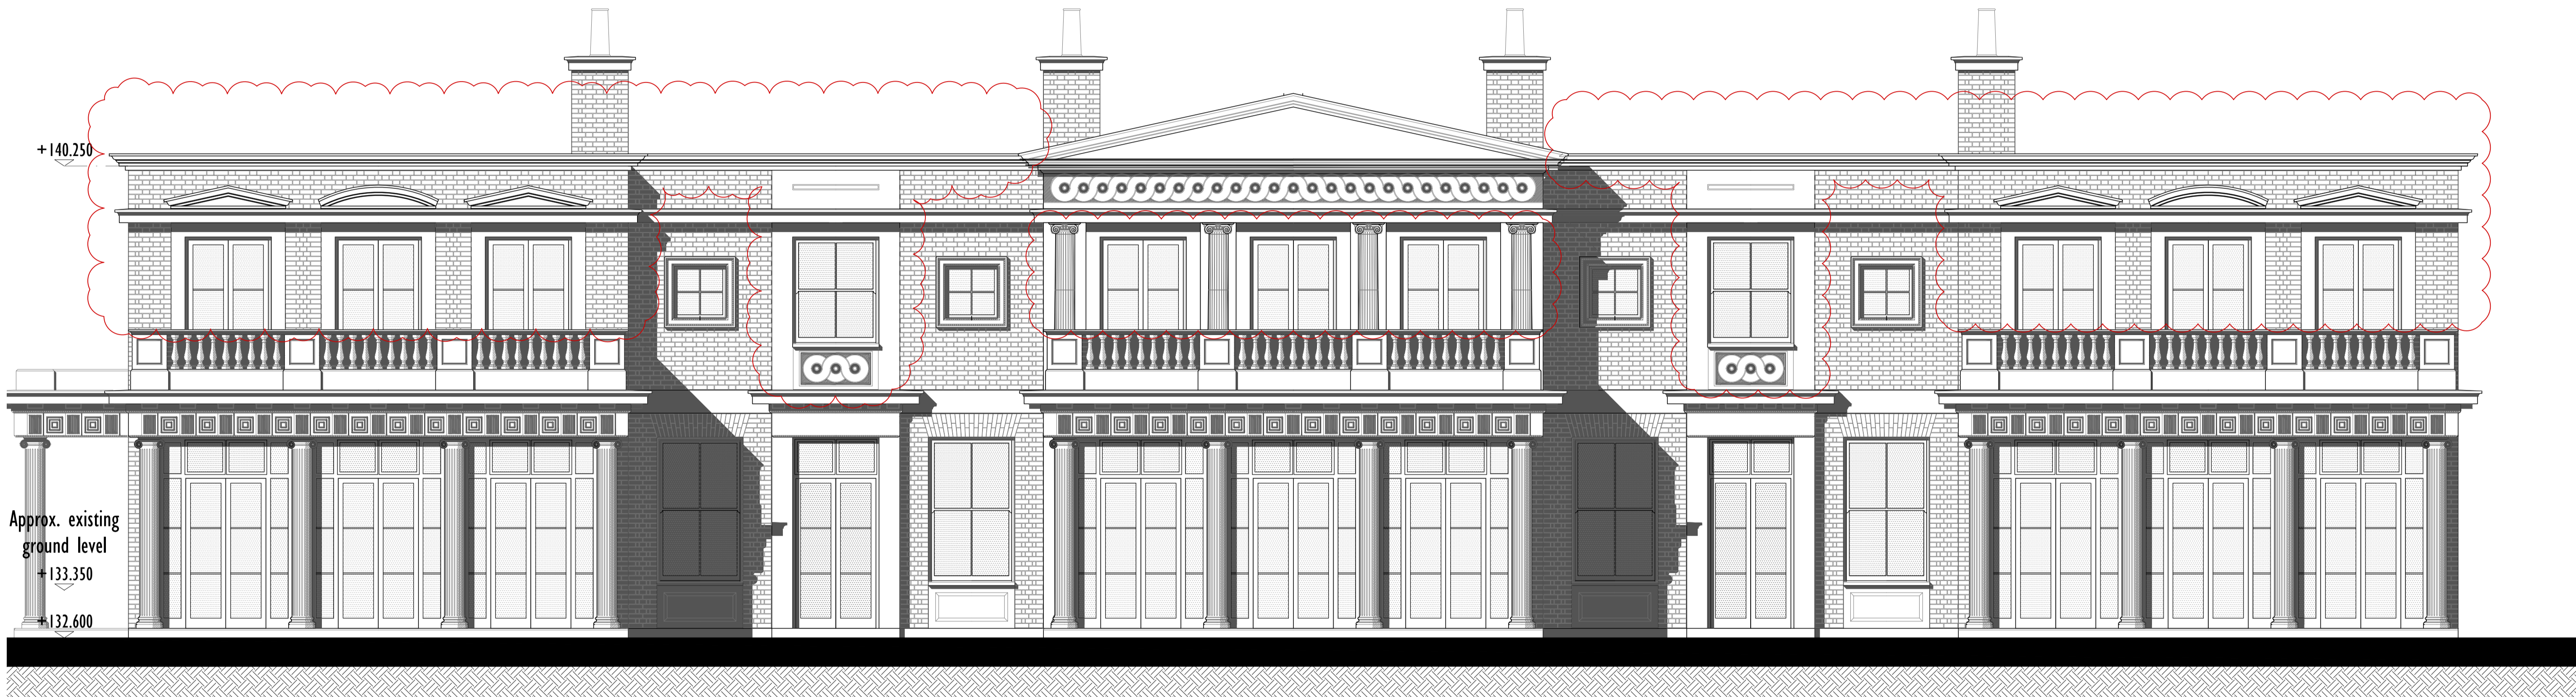 +140.250
Approx. existing
ground level
+133.350
+132.600